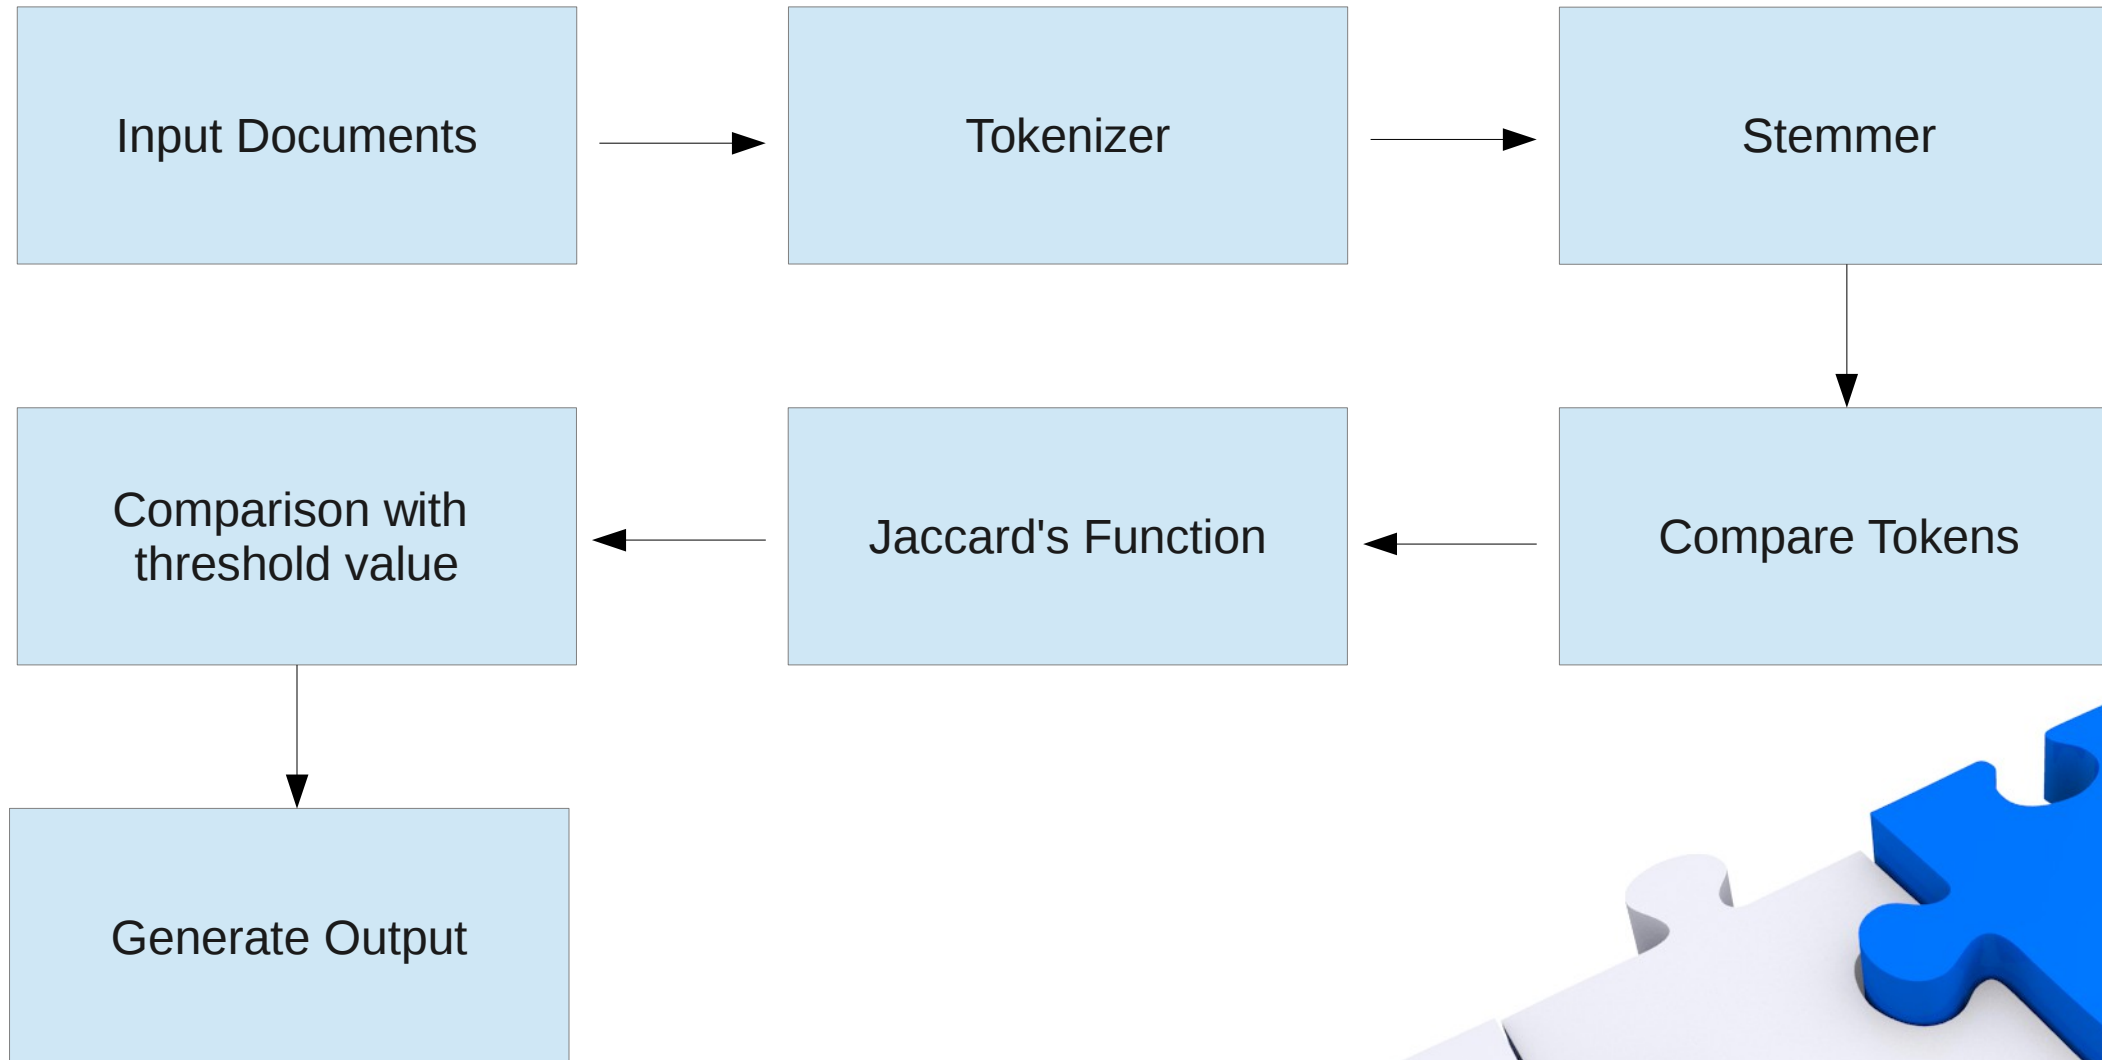 Input Documents
Tokenizer
Stemmer
Compare Tokens
Jaccard's Function
Comparison with
threshold value
Generate Output